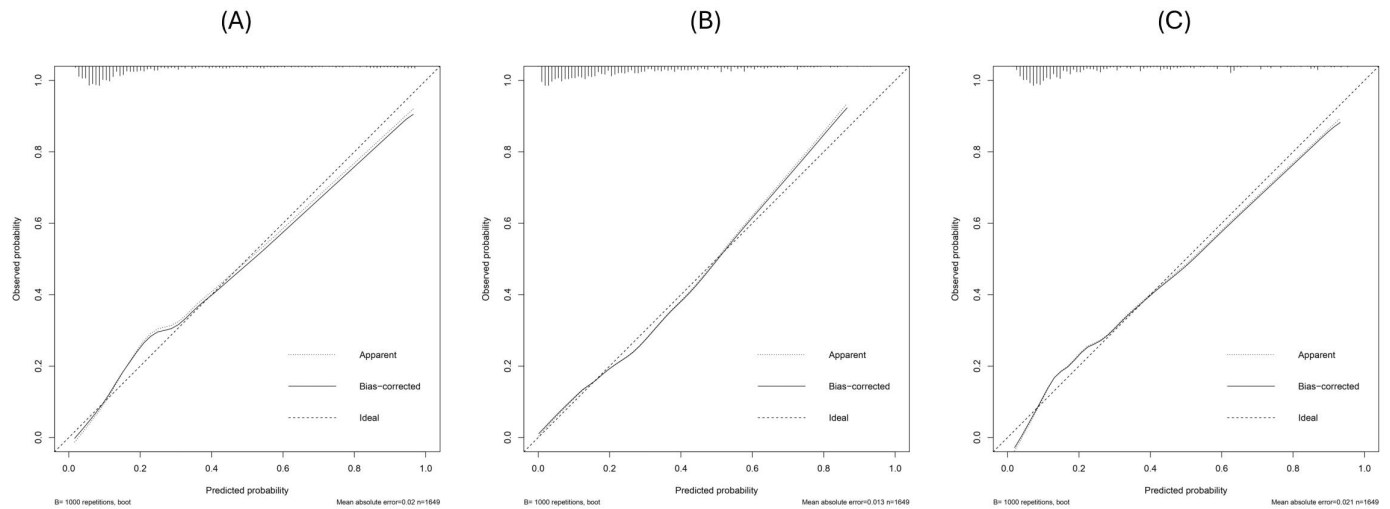 (A)
(B)
(C)
Observed probability
1.0
0.8
0.6
0.4
0.2
0.0
Apparent
Bias−corrected
Ideal
0.0 0.2 0.4 0.6 0.8 1.0
Predicted probability
B= 1000 repetitions, boot
Mean absolute error=0.02 n=1649
Observed probability
1.0
0.8
0.6
0.4
0.2
0.0
Apparent
Bias−corrected
Ideal
0.0 0.2 0.4 0.6 0.8 1.0
Predicted probability
B= 1000 repetitions, boot
Mean absolute error=0.013 n=1649
Observed probability
1.0
0.8
0.6
0.4
0.2
0.0
Apparent
Bias−corrected
Ideal
0.0 0.2 0.4 0.6 0.8 1.0
Predicted probability
B= 1000 repetitions, boot
Mean absolute error=0.021 n=1649